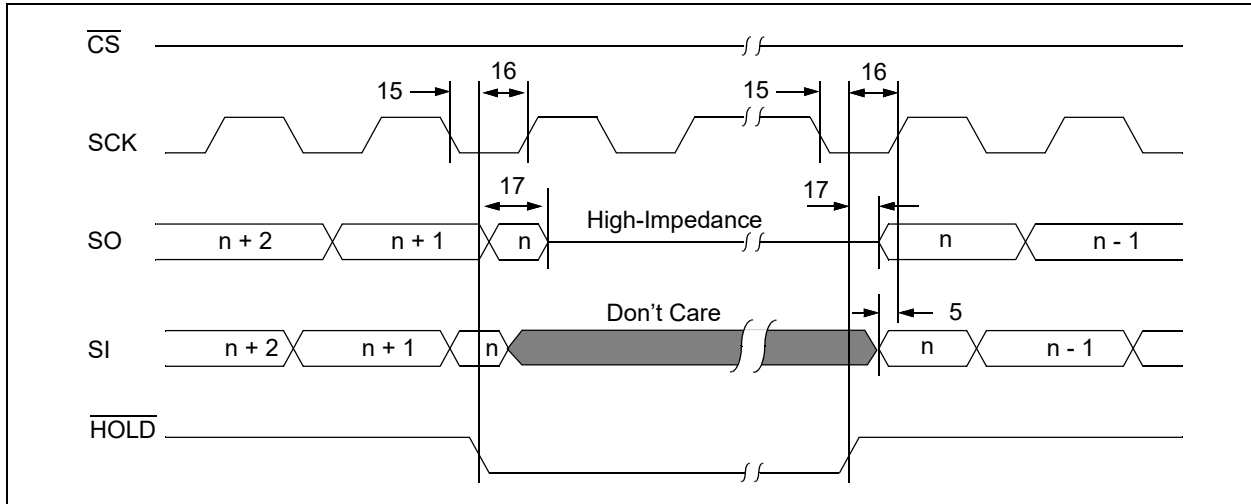 CS
16
16
15
15
SCK
17
17
High-Impedance
SO
n + 2
n + 1
n
n
n - 1
Don't Care
5
SI
n + 2
n + 1
n
n
n - 1
HOLD